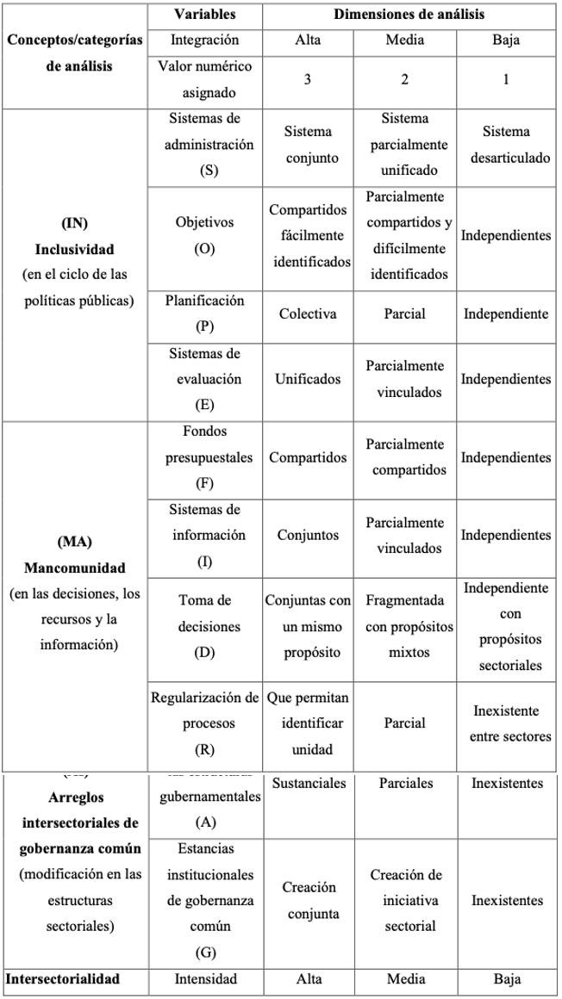 Conceptos/categorías de análisis
Variables
Dimensiones de análisis
Integración
Alta
Media
Baja
Valor numérico asignado
3
2
1
(IN)
Inclusividad
(en el ciclo de las
políticas públicas)
Sistemas de administración (S)
Sistema conjunto
Sistema parcialmente unificado
Sistema desarticulado
Objetivos (O)
Compartidos fácilmente identificados
Parcialmente compartidos y difícilmente identificados
Independientes
Planificación (P)
Colectiva
Parcial
Independiente
Sistemas de evaluación (E)
Unificados
Parcialmente vinculados
Independientes
(MA)
Mancomunidad
(en las decisiones, los
recursos y la
información)
Fondos presupuestales (F)
Compartidos
Parcialmente compartidos
Independientes
Sistemas de información (I)
Conjuntos
Parcialmente vinculados
Independientes
Toma de decisiones (D)
Conjuntas con un mismo propósito
Fragmentada con propósitos mixtos
Independiente con propósitos sectoriales
Regularización de procesos (R)
Que permitan identificar unidad
Parcial
Inexistente entre sectores
Arreglos
intersectoriales de
gobernanza común
(modificación en las
estructuras
sectoriales)
gubernamentales (A)
Sustanciales
Parciales
Inexistentes
Estancias institucionales de gobernanza común (G)
Creación conjunta
Creación de iniciativa sectorial
Inexistentes
Intersectorialidad
Intensidad
Alta
Media
Baja